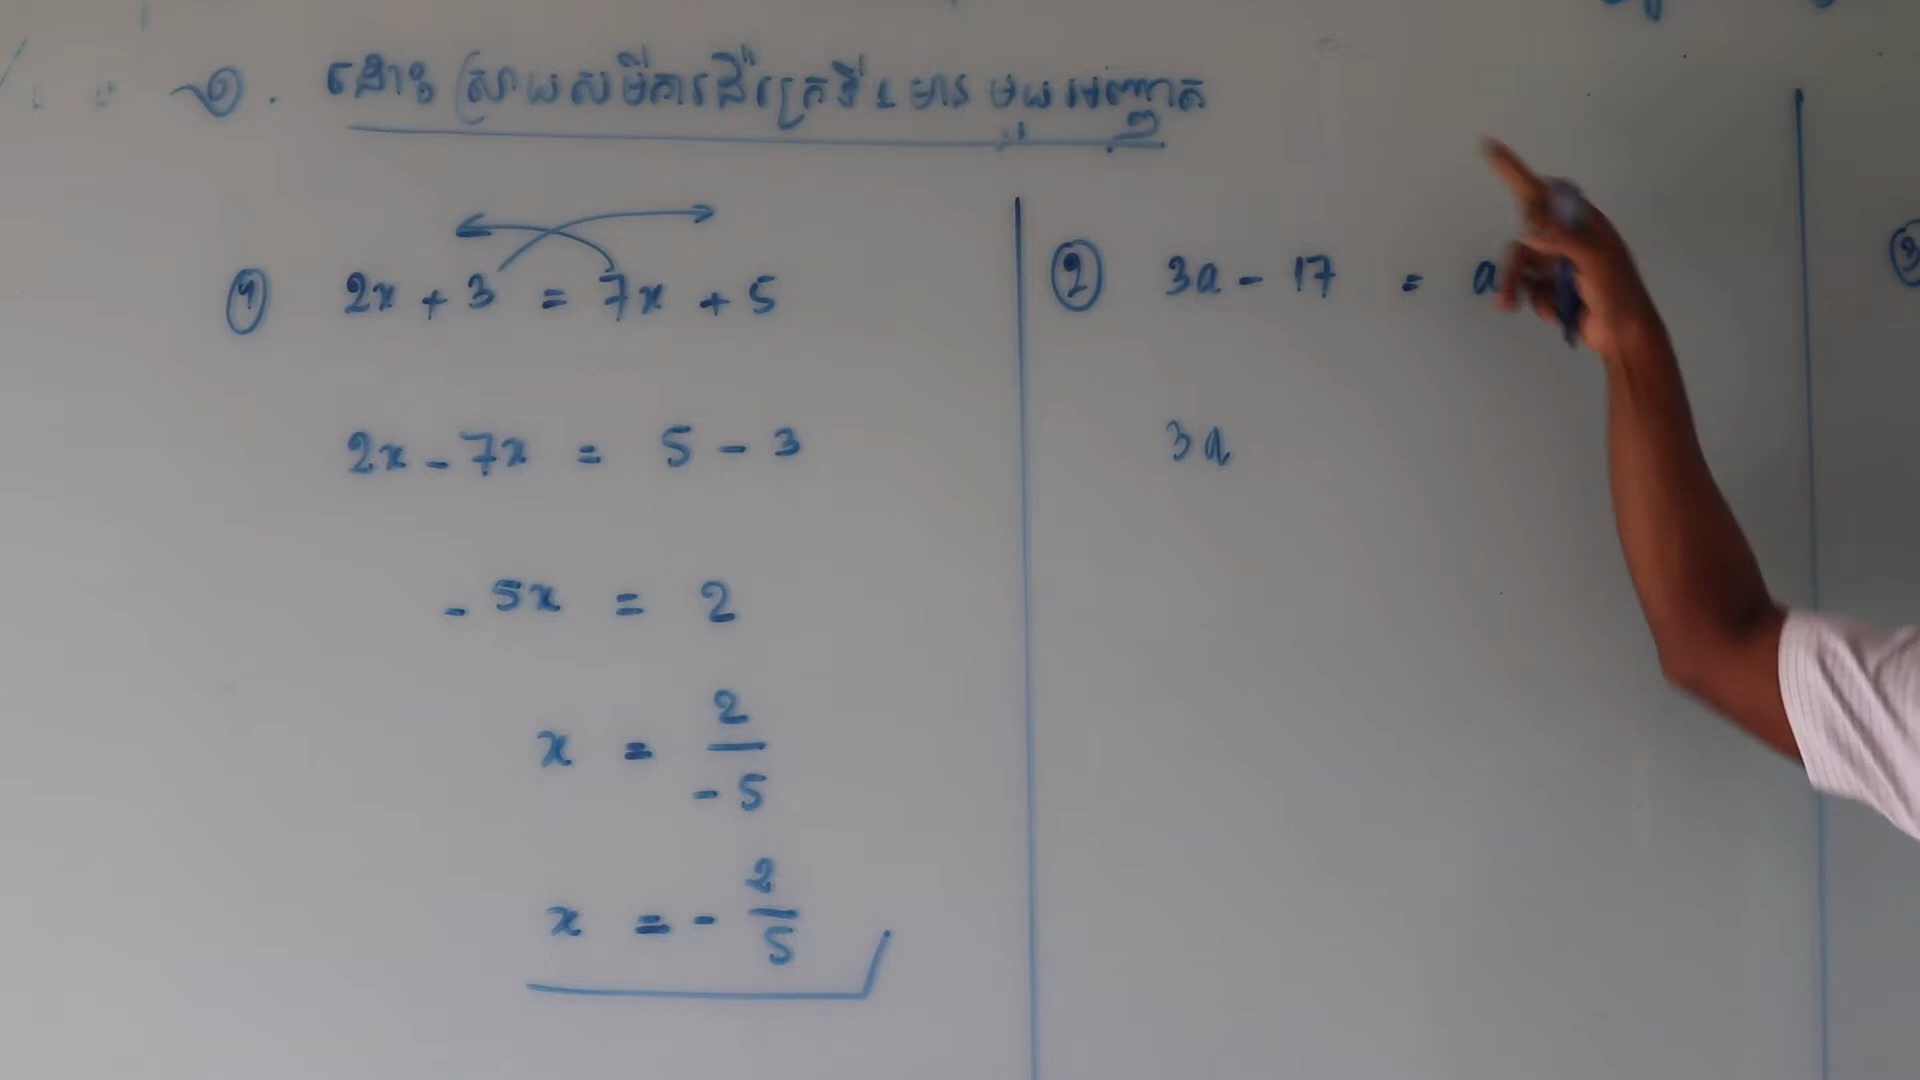 ១. ដោះស្រាយសមីការដឺក្រេទី 1 មានមួយអញ្ញាត
១ 2x + 3 = 7x + 5
2x - 7x = 5 - 3
- 5x = 2
x = 2 / -5
x = - 2/5
2 3a - 17 = a
3a